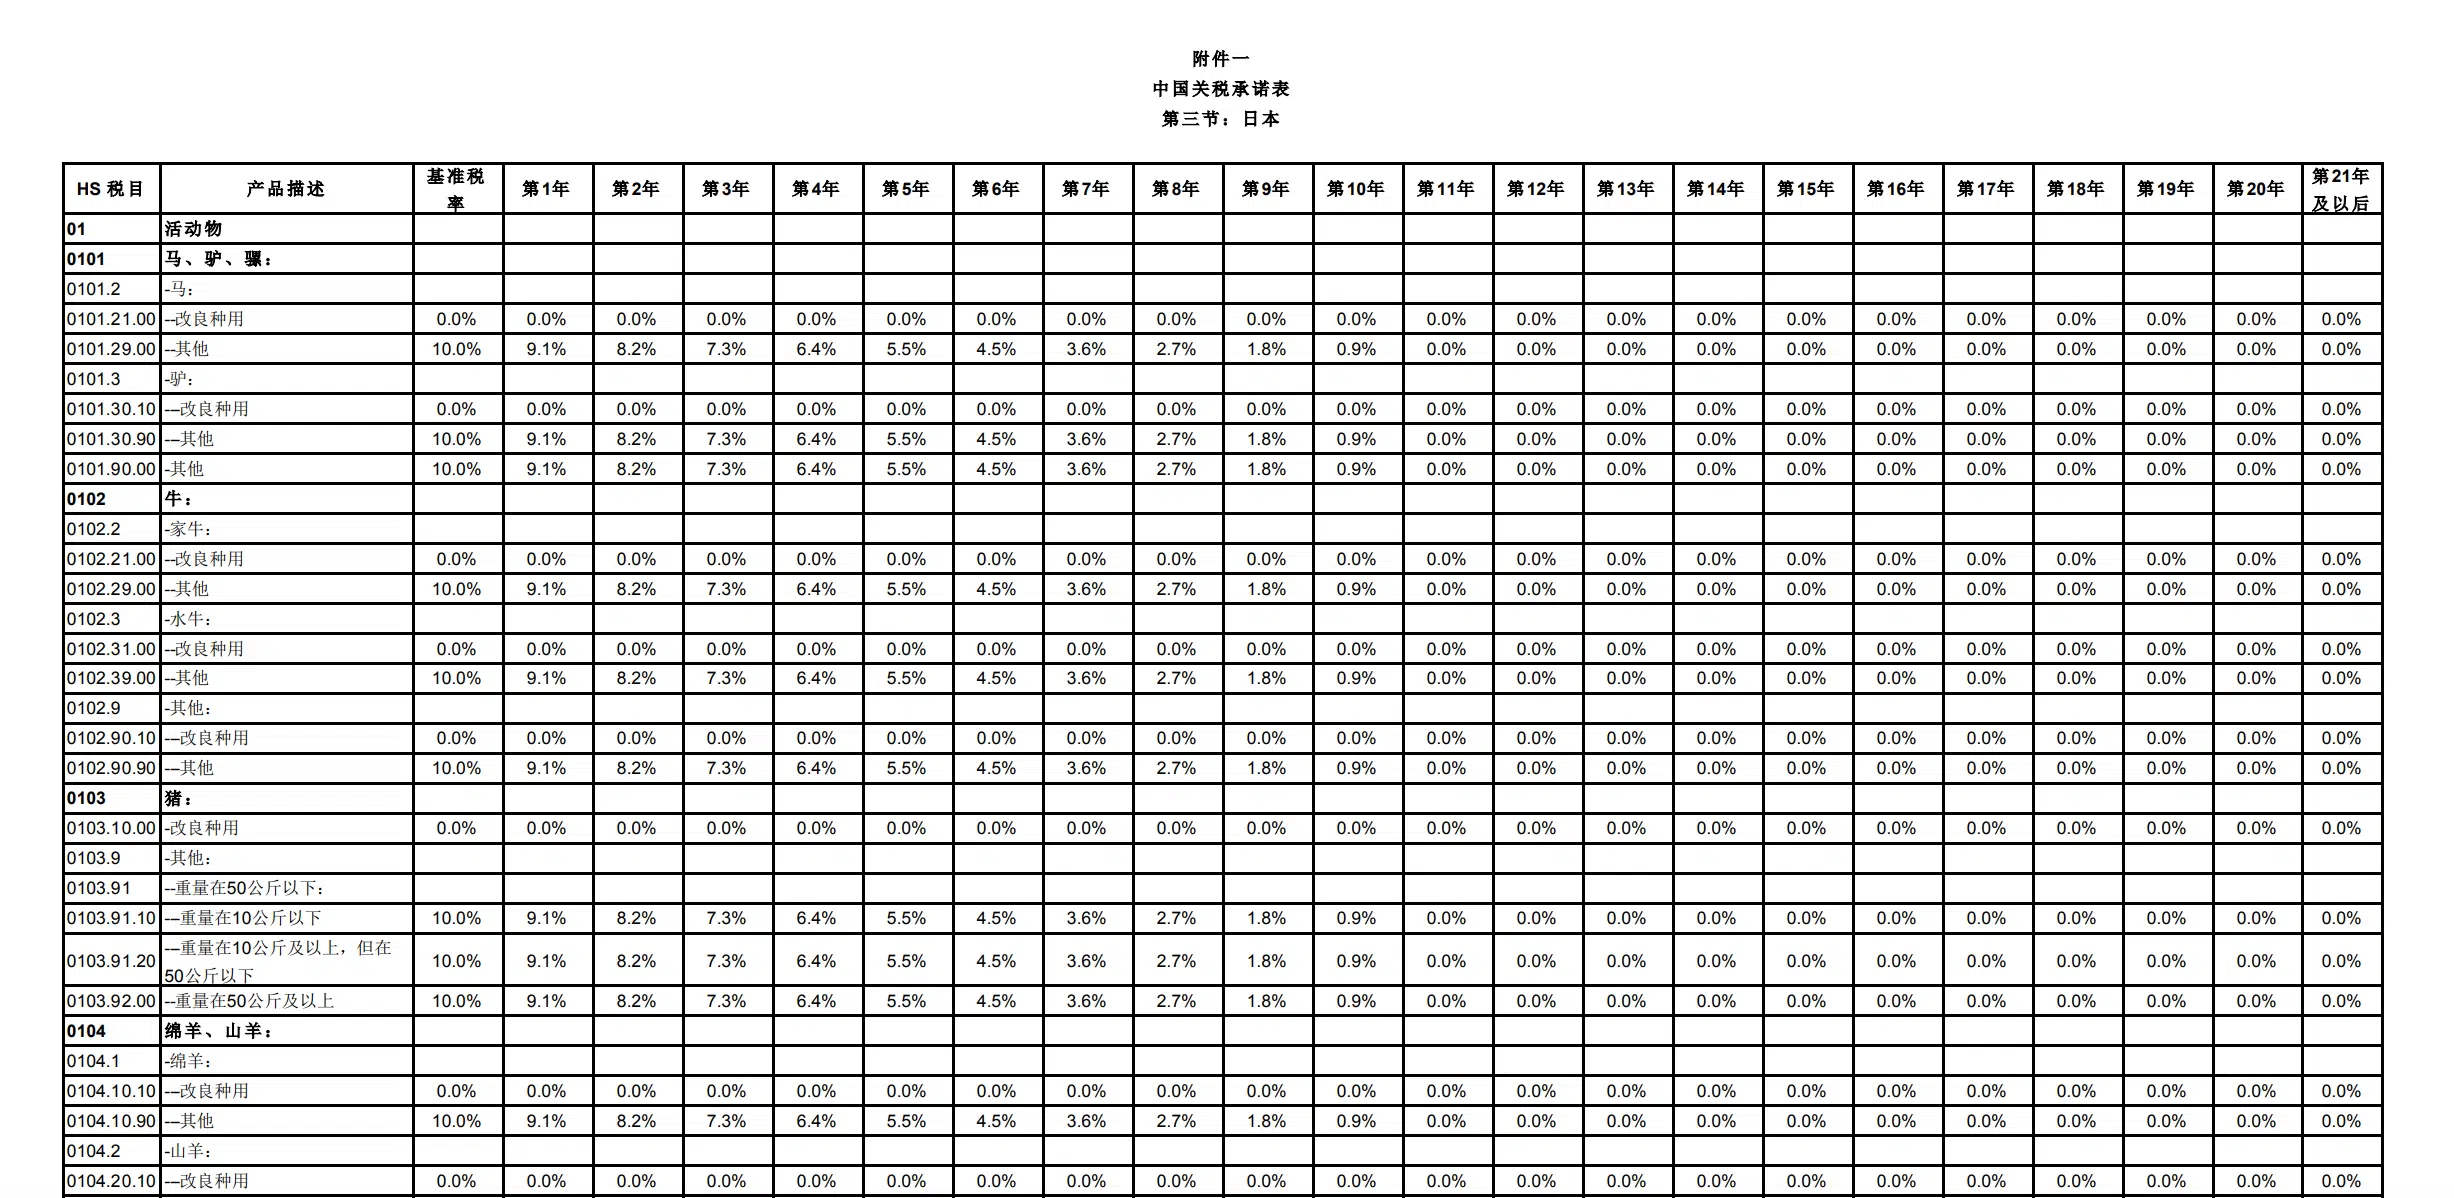 附件一
中国关税承诺表
第三节：日本
HS 税目 产品描述 基准税率 第1年 第2年 第3年 第4年 第5年 第6年 第7年 第8年 第9年 第10年 第11年 第12年 第13年 第14年 第15年 第16年 第17年 第18年 第19年 第20年 第21年及以后
01 活动物
0101 马、驴、骡：
0101.2 -马：
0101.21.00 --改良种用 0.0% 0.0% 0.0% 0.0% 0.0% 0.0% 0.0% 0.0% 0.0% 0.0% 0.0% 0.0% 0.0% 0.0% 0.0% 0.0% 0.0% 0.0% 0.0% 0.0% 0.0% 0.0%
0101.29.00 --其他 10.0% 9.1% 8.2% 7.3% 6.4% 5.5% 4.5% 3.6% 2.7% 1.8% 0.9% 0.0% 0.0% 0.0% 0.0% 0.0% 0.0% 0.0% 0.0% 0.0% 0.0% 0.0%
0101.3 -驴：
0101.30.10 ---改良种用 0.0% 0.0% 0.0% 0.0% 0.0% 0.0% 0.0% 0.0% 0.0% 0.0% 0.0% 0.0% 0.0% 0.0% 0.0% 0.0% 0.0% 0.0% 0.0% 0.0% 0.0% 0.0%
0101.30.90 ---其他 10.0% 9.1% 8.2% 7.3% 6.4% 5.5% 4.5% 3.6% 2.7% 1.8% 0.9% 0.0% 0.0% 0.0% 0.0% 0.0% 0.0% 0.0% 0.0% 0.0% 0.0% 0.0%
0101.90.00 -其他 10.0% 9.1% 8.2% 7.3% 6.4% 5.5% 4.5% 3.6% 2.7% 1.8% 0.9% 0.0% 0.0% 0.0% 0.0% 0.0% 0.0% 0.0% 0.0% 0.0% 0.0% 0.0%
0102 牛：
0102.2 -家牛：
0102.21.00 --改良种用 0.0% 0.0% 0.0% 0.0% 0.0% 0.0% 0.0% 0.0% 0.0% 0.0% 0.0% 0.0% 0.0% 0.0% 0.0% 0.0% 0.0% 0.0% 0.0% 0.0% 0.0% 0.0%
0102.29.00 --其他 10.0% 9.1% 8.2% 7.3% 6.4% 5.5% 4.5% 3.6% 2.7% 1.8% 0.9% 0.0% 0.0% 0.0% 0.0% 0.0% 0.0% 0.0% 0.0% 0.0% 0.0% 0.0%
0102.3 -水牛：
0102.31.00 --改良种用 0.0% 0.0% 0.0% 0.0% 0.0% 0.0% 0.0% 0.0% 0.0% 0.0% 0.0% 0.0% 0.0% 0.0% 0.0% 0.0% 0.0% 0.0% 0.0% 0.0% 0.0% 0.0%
0102.39.00 --其他 10.0% 9.1% 8.2% 7.3% 6.4% 5.5% 4.5% 3.6% 2.7% 1.8% 0.9% 0.0% 0.0% 0.0% 0.0% 0.0% 0.0% 0.0% 0.0% 0.0% 0.0% 0.0%
0102.9 -其他：
0102.90.10 ---改良种用 0.0% 0.0% 0.0% 0.0% 0.0% 0.0% 0.0% 0.0% 0.0% 0.0% 0.0% 0.0% 0.0% 0.0% 0.0% 0.0% 0.0% 0.0% 0.0% 0.0% 0.0% 0.0%
0102.90.90 ---其他 10.0% 9.1% 8.2% 7.3% 6.4% 5.5% 4.5% 3.6% 2.7% 1.8% 0.9% 0.0% 0.0% 0.0% 0.0% 0.0% 0.0% 0.0% 0.0% 0.0% 0.0% 0.0%
0103 猪：
0103.10.00 -改良种用 0.0% 0.0% 0.0% 0.0% 0.0% 0.0% 0.0% 0.0% 0.0% 0.0% 0.0% 0.0% 0.0% 0.0% 0.0% 0.0% 0.0% 0.0% 0.0% 0.0% 0.0% 0.0%
0103.9 -其他：
0103.91 --重量在50公斤以下：
0103.91.10 ---重量在10公斤以下 10.0% 9.1% 8.2% 7.3% 6.4% 5.5% 4.5% 3.6% 2.7% 1.8% 0.9% 0.0% 0.0% 0.0% 0.0% 0.0% 0.0% 0.0% 0.0% 0.0% 0.0% 0.0%
0103.91.20 ---重量在10公斤及以上，但在50公斤以下 10.0% 9.1% 8.2% 7.3% 6.4% 5.5% 4.5% 3.6% 2.7% 1.8% 0.9% 0.0% 0.0% 0.0% 0.0% 0.0% 0.0% 0.0% 0.0% 0.0% 0.0% 0.0%
0103.92.00 --重量在50公斤及以上 10.0% 9.1% 8.2% 7.3% 6.4% 5.5% 4.5% 3.6% 2.7% 1.8% 0.9% 0.0% 0.0% 0.0% 0.0% 0.0% 0.0% 0.0% 0.0% 0.0% 0.0% 0.0%
0104 绵羊、山羊：
0104.1 -绵羊：
0104.10.10 ---改良种用 0.0% 0.0% 0.0% 0.0% 0.0% 0.0% 0.0% 0.0% 0.0% 0.0% 0.0% 0.0% 0.0% 0.0% 0.0% 0.0% 0.0% 0.0% 0.0% 0.0% 0.0% 0.0%
0104.10.90 ---其他 10.0% 9.1% 8.2% 7.3% 6.4% 5.5% 4.5% 3.6% 2.7% 1.8% 0.9% 0.0% 0.0% 0.0% 0.0% 0.0% 0.0% 0.0% 0.0% 0.0% 0.0% 0.0%
0104.2 -山羊：
0104.20.10 ---改良种用 0.0% 0.0% 0.0% 0.0% 0.0% 0.0% 0.0% 0.0% 0.0% 0.0% 0.0% 0.0% 0.0% 0.0% 0.0% 0.0% 0.0% 0.0% 0.0% 0.0% 0.0% 0.0%